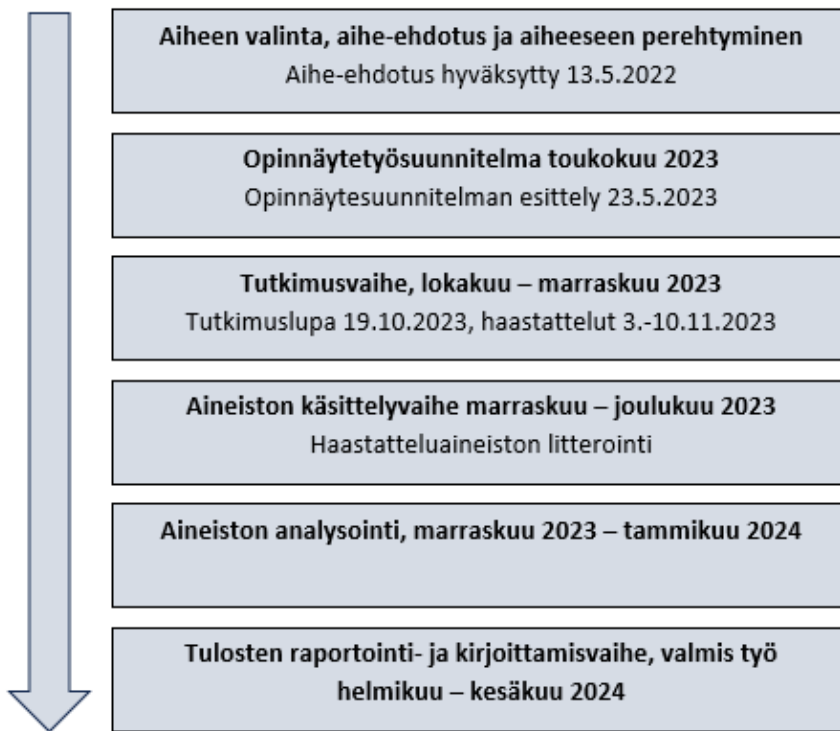 Aiheen valinta, aihe-ehdotus ja aiheeseen perehtyminen
Aihe-ehdotus hyväksytty 13.5.2022
Opinnäytetyösuunnitelma toukokuu 2023
Opinnäytesuunnitelman esittely 23.5.2023
Tutkimusvaihe, lokakuu – marraskuu 2023
Tutkimuslupa 19.10.2023, haastattelut 3.-10.11.2023
Aineiston käsittelyvaihe marraskuu – joulukuu 2023
Haastatteluaineiston litterointi
Aineiston analysointi, marraskuu 2023 – tammikuu 2024
Tulosten raportointi- ja kirjoittamisvaihe, valmis työ
helmikuu – kesäkuu 2024